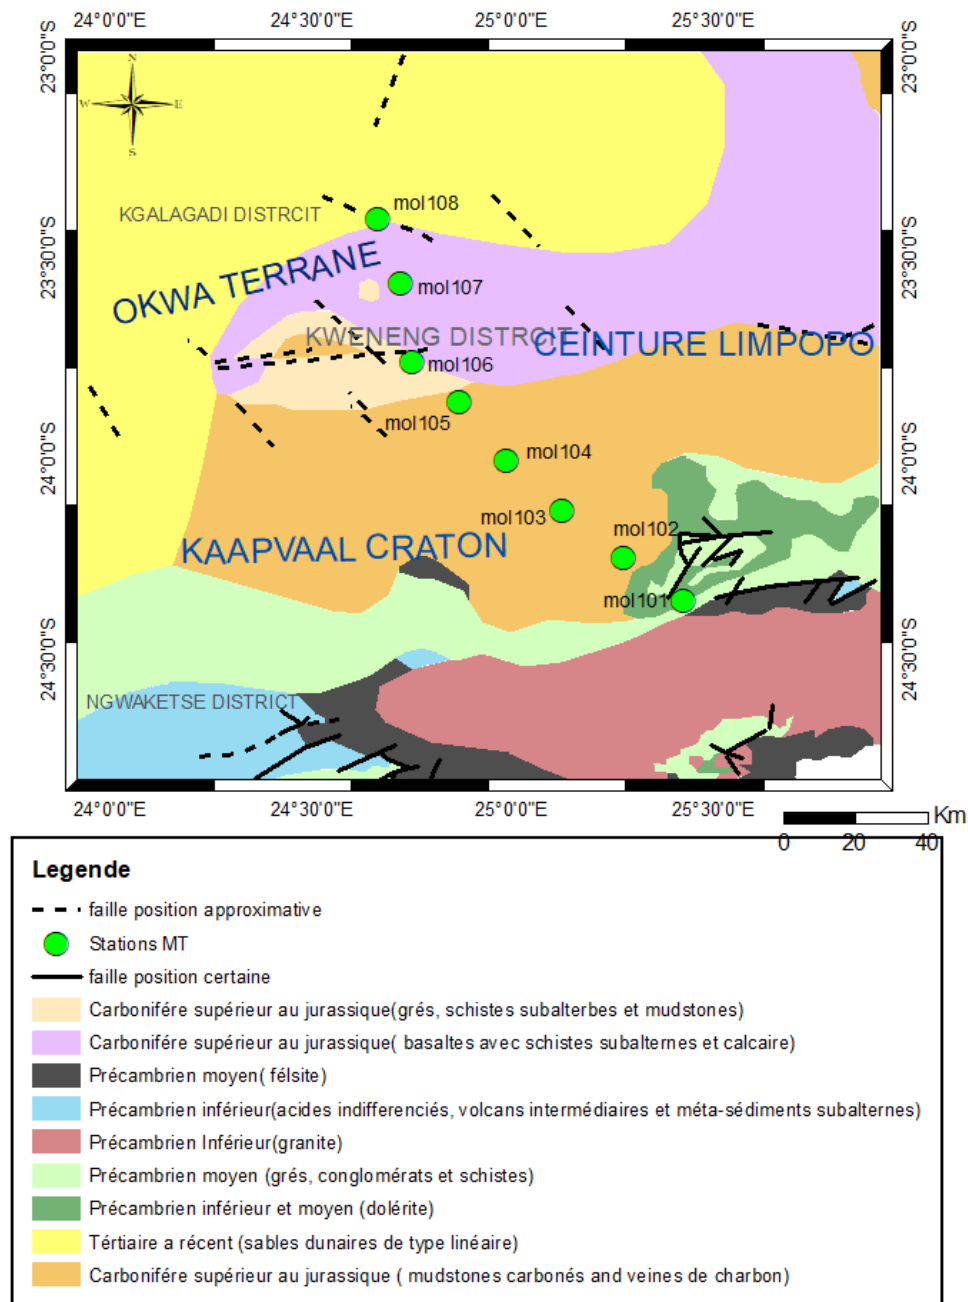 24°0'0"E 24°30'0"E 25°0'0"E 25°30'0"E
23°0'0"S 23°0'0"S
N
W E
S
mol108
KGALAGADI DISTRCIT
23°30'0"S 23°30'0"S
OKWA TERRANE
mol107
KWENENG DISTRCIT
CEINTURE LIMPOPO
mol106
mol105
24°0'0"S 24°0'0"S
mol104
mol103
mol102
KAAPVAAL CRATON
mol101
24°30'0"S 24°30'0"S
NGWAKETSE DISTRICT
24°0'0"E 24°30'0"E 25°0'0"E 25°30'0"E
Km
0 20 40
Legende
faille position approximative
Stations MT
faille position certaine
Carbonifére supérieur au jurassique(grés, schistes subalterbes et mudstones)
Carbonifére supérieur au jurassique( basaltes avec schistes subalternes et calcaire)
Précambrien moyen( félsite)
Précambrien inférieur(acides indifferenciés, volcans intermédiaires et méta-sédiments subalternes)
Précambrien Inférieur(granite)
Précambrien moyen (grés, conglomérats et schistes)
Précambrien inférieur et moyen (dolérite)
Tértiaire a récent (sables dunaires de type linéaire)
Carbonifére supérieur au jurassique ( mudstones carbonés and veines de charbon)